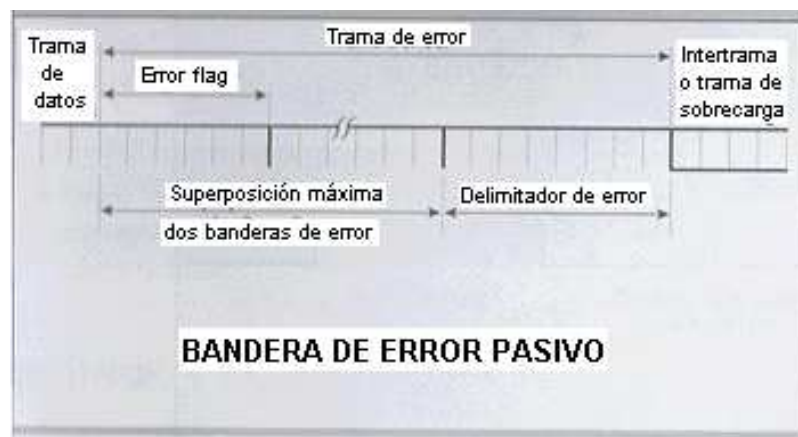 Trama
de
datos
Trama de error
Error flag
Intertrama
o trama de
sobrecarga
Superposición máxima
dos banderas de error
Delimitador de error
BANDERA DE ERROR PASIVO